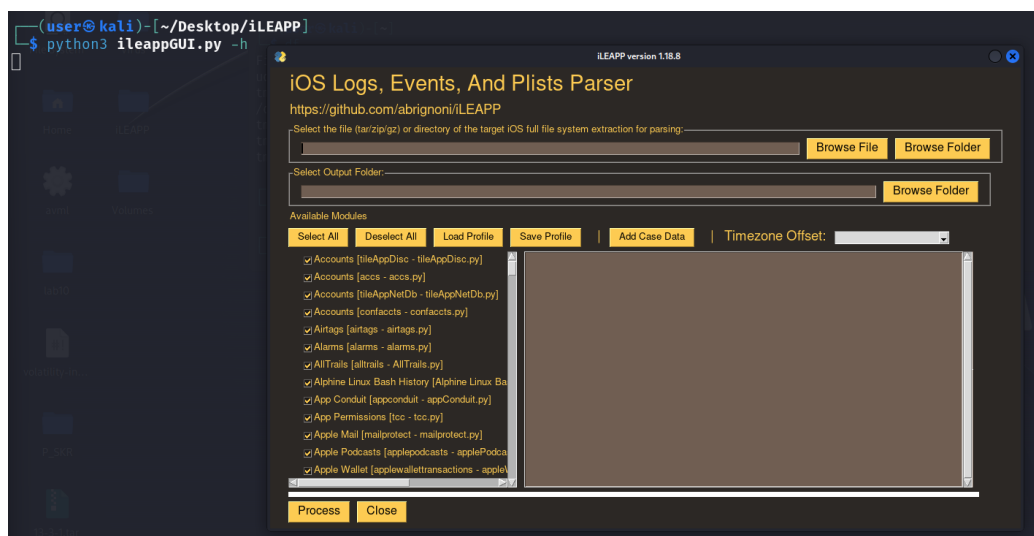 (user㉿kali)-[~/Desktop/iLEAPP]
$ python3 ileappGUI.py -h
iLEAPP version 1.18.8
iOS Logs, Events, And Plists Parser
https://github.com/abrignoni/iLEAPP
Select the file (tar/zip/gz) or directory of the target iOS full file system extraction for parsing:
Browse File Browse Folder
Select Output Folder:
Browse Folder
Available Modules
Select All Deselect All Load Profile Save Profile | Add Case Data | Timezone Offset:
Accounts [tileAppDisc - tileAppDisc.py]
Accounts [accs - accs.py]
Accounts [tileAppNetDb - tileAppNetDb.py]
Accounts [confaccts - confaccts.py]
Airtags [airtags - airtags.py]
Alarms [alarms - alarms.py]
AllTrails [alltrails - AllTrails.py]
Alphine Linux Bash History [Alphine Linux Ba
App Conduit [appconduit - appConduit.py]
App Permissions [tcc - tcc.py]
Apple Mail [mailprotect - mailprotect.py]
Apple Podcasts [applepodcasts - applePodca
Apple Wallet [applewallettransactions - apple
Process Close
Home iLEAPP